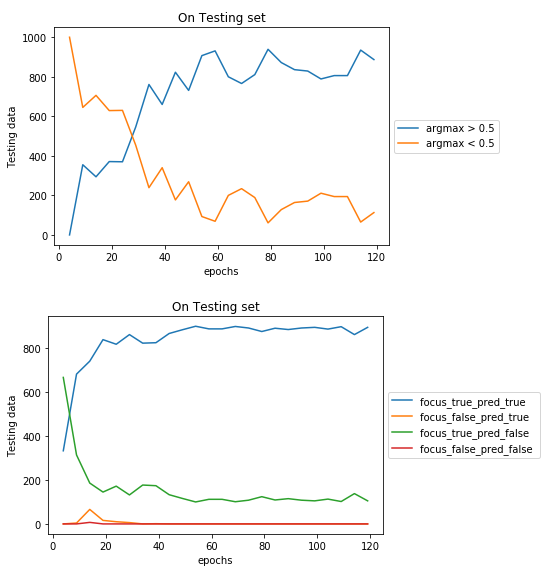 On Testing set
1000
800
600
400
200
0
Testing data
0 20 40 60 80 100 120
epochs
argmax > 0.5
argmax < 0.5
On Testing set
800
600
400
200
0
Testing data
0 20 40 60 80 100 120
epochs
focus_true_pred_true
focus_false_pred_true
focus_true_pred_false
focus_false_pred_false